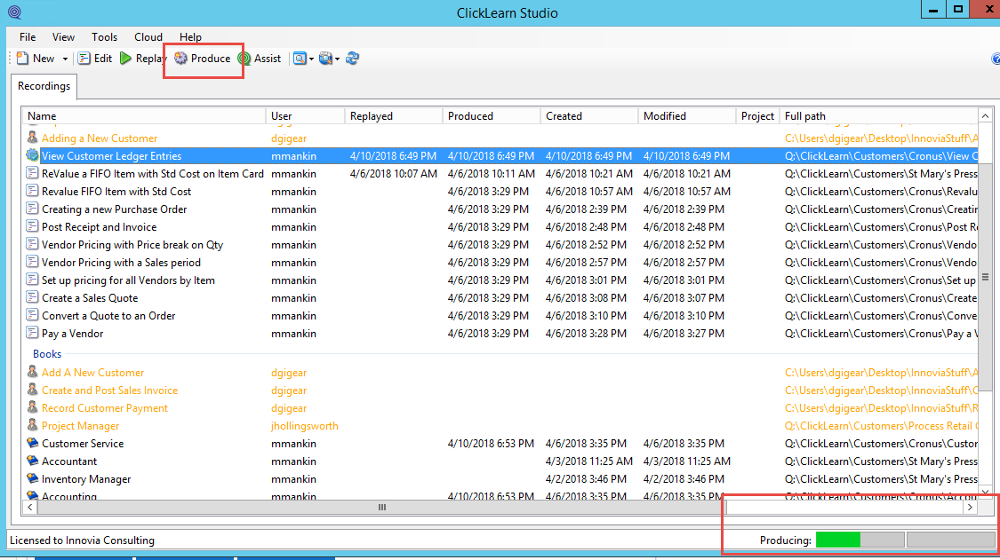 ClickLearn Studio
File View Tools Cloud Help
New Edit Replay Produce Assist
Recordings
Name User Replayed Produced Created Modified Project Full path
Adding a New Customer dgigear C:\Users\dgigear\Desktop\InnoviaStuff\A
View Customer Ledger Entries mmankin 4/10/2018 6:49 PM 4/10/2018 6:49 PM 4/10/2018 6:49 PM 4/10/2018 6:49 PM Q:\ClickLearn\Customers\Cronus\View C
ReValue a FIFO Item with Std Cost on Item Card mmankin 4/6/2018 10:07 AM 4/6/2018 10:11 AM 4/6/2018 10:21 AM 4/6/2018 10:21 AM Q:\ClickLearn\Customers\St Mary's Press
Revalue FIFO Item with Std Cost mmankin 4/6/2018 3:29 PM 4/6/2018 10:57 AM 4/6/2018 10:57 AM Q:\ClickLearn\Customers\Cronus\Revalu
Creating a new Purchase Order mmankin 4/6/2018 3:29 PM 4/6/2018 2:39 PM 4/6/2018 2:39 PM Q:\ClickLearn\Customers\Cronus\Creatin
Post Receipt and Invoice mmankin 4/6/2018 3:29 PM 4/6/2018 2:48 PM 4/6/2018 2:48 PM Q:\ClickLearn\Customers\Cronus\Post R
Vendor Pricing with Price break on Qty mmankin 4/6/2018 3:29 PM 4/6/2018 2:52 PM 4/6/2018 2:52 PM Q:\ClickLearn\Customers\Cronus\Vendo
Vendor Pricing with a Sales period mmankin 4/6/2018 3:29 PM 4/6/2018 2:57 PM 4/6/2018 2:57 PM Q:\ClickLearn\Customers\Cronus\Vendo
Set up pricing for all Vendors by Item mmankin 4/6/2018 3:29 PM 4/6/2018 3:01 PM 4/6/2018 3:01 PM Q:\ClickLearn\Customers\Cronus\Set up
Create a Sales Quote mmankin 4/6/2018 3:29 PM 4/6/2018 3:08 PM 4/6/2018 3:07 PM Q:\ClickLearn\Customers\Cronus\Create
Convert a Quote to an Order mmankin 4/6/2018 3:29 PM 4/6/2018 3:10 PM 4/6/2018 3:10 PM Q:\ClickLearn\Customers\Cronus\Conve
Pay a Vendor mmankin 4/6/2018 3:29 PM 4/6/2018 3:28 PM 4/6/2018 3:27 PM Q:\ClickLearn\Customers\Cronus\Pay a V
Books
Add A New Customer dgigear C:\Users\dgigear\Desktop\InnoviaStuff\A
Create and Post Sales Invoice dgigear C:\Users\dgigear\Desktop\InnoviaStuff\C
Record Customer Payment dgigear C:\Users\dgigear\Desktop\InnoviaStuff\R
Project Manager jhollingsworth Q:\ClickLearn\Customers\Process Retail C
Customer Service mmankin 4/10/2018 6:53 PM 4/6/2018 3:35 PM 4/6/2018 3:35 PM Q:\ClickLearn\Customers\Cronus\Custor
Accountant mmankin 4/3/2018 11:25 AM 4/3/2018 11:25 AM Q:\ClickLearn\Customers\St Mary's Press
Inventory Manager mmankin 4/2/2018 3:46 PM 4/2/2018 3:46 PM Q:\ClickLearn\Customers\St Mary's Press
Accounting mmankin 4/10/2018 6:53 PM 4/6/2018 3:35 PM 4/6/2018 3:35 PM Q:\ClickLearn\Customers\Cronus\Accou
Licensed to Innovia Consulting Producing: